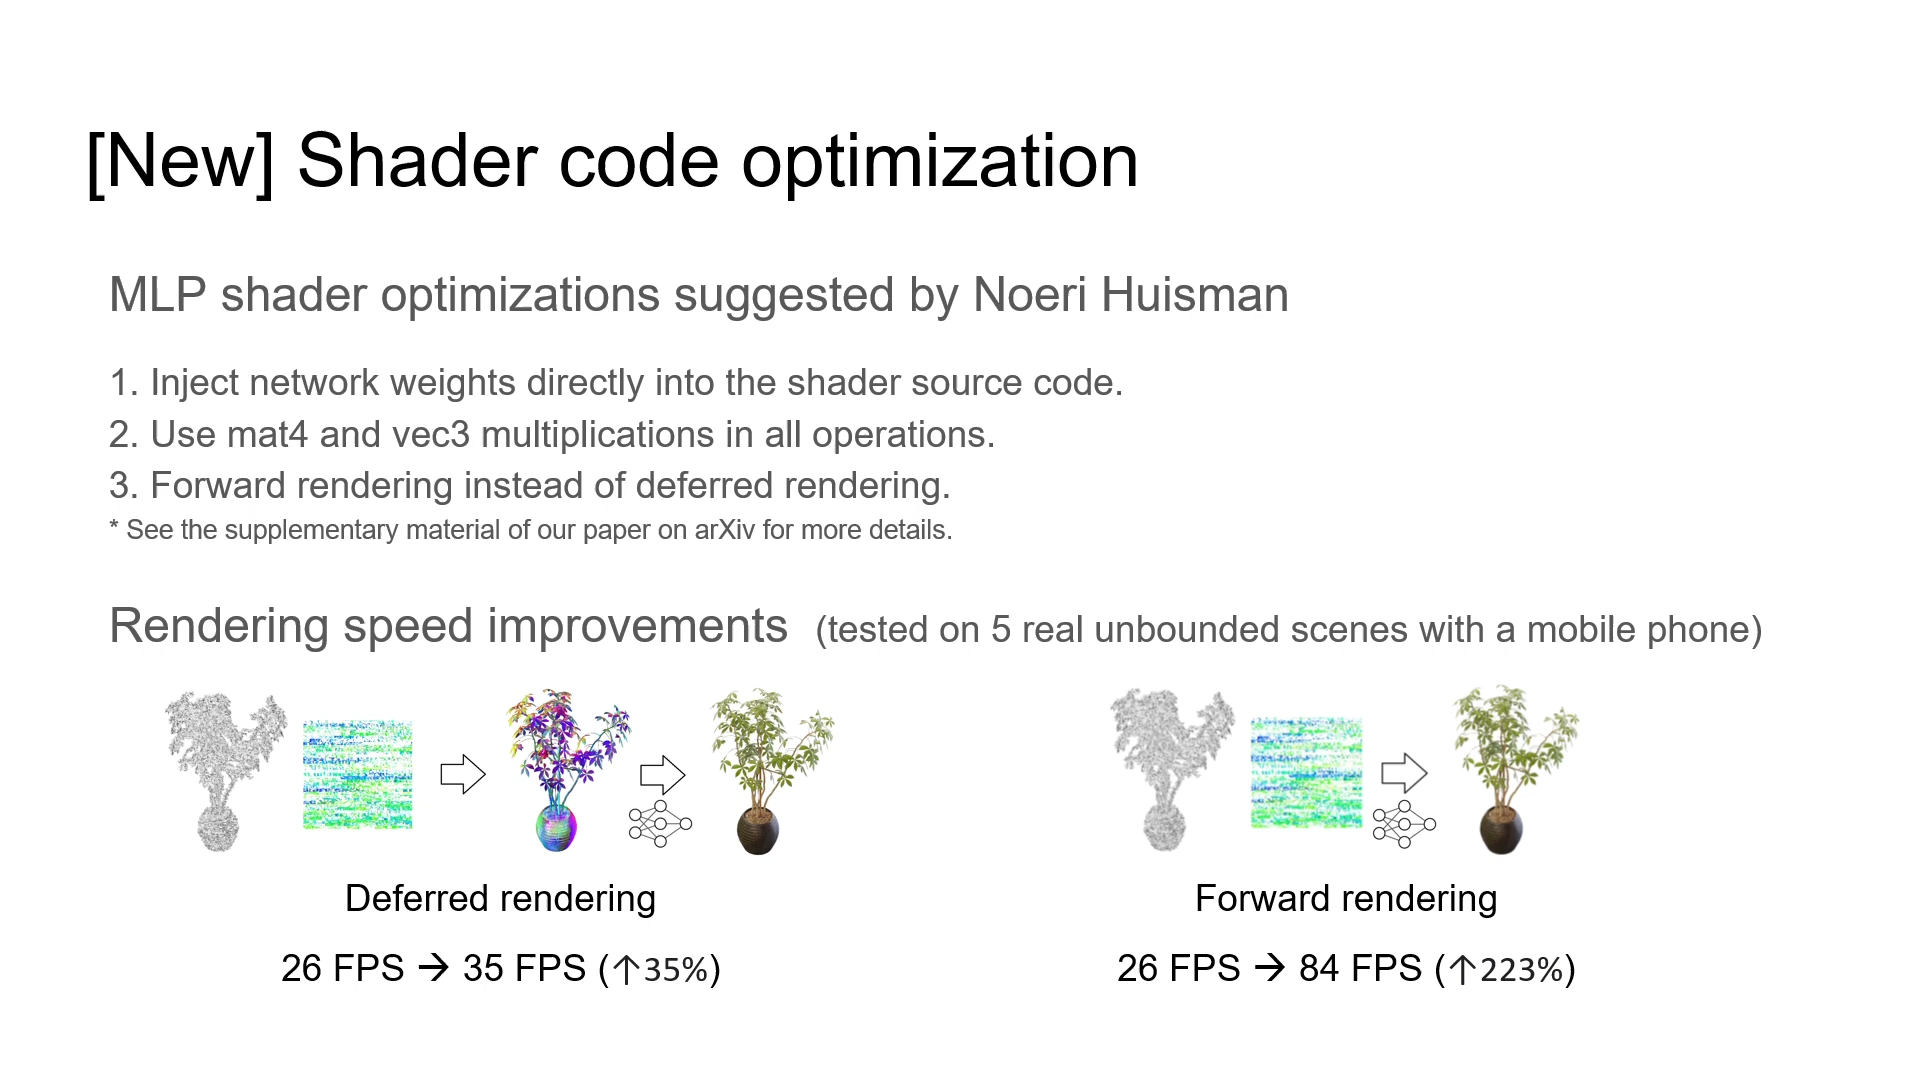 [New] Shader code optimization
MLP shader optimizations suggested by Noeri Huisman
1. Inject network weights directly into the shader source code.
2. Use mat4 and vec3 multiplications in all operations.
3. Forward rendering instead of deferred rendering.
* See the supplementary material of our paper on arXiv for more details.
Rendering speed improvements (tested on 5 real unbounded scenes with a mobile phone)
Deferred rendering
26 FPS → 35 FPS (↑35%)
Forward rendering
26 FPS → 84 FPS (↑223%)